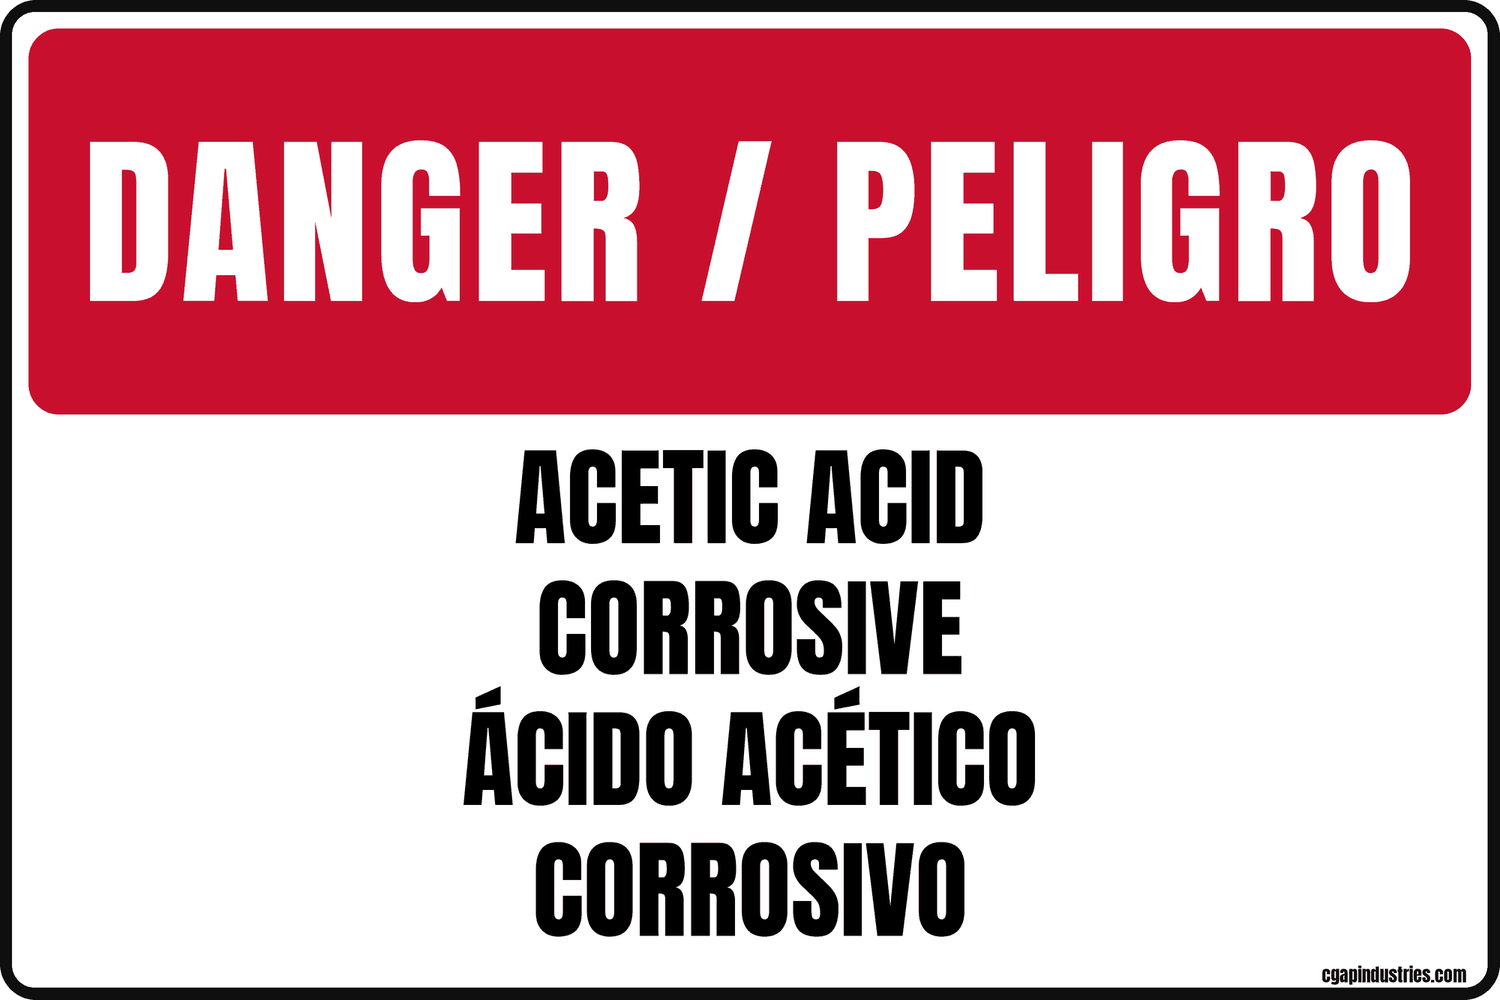 DANGER / PELIGRO
ACETIC ACID
CORROSIVE
ÁCIDO ACÉTICO
CORROSIVO
cgapindustries.com